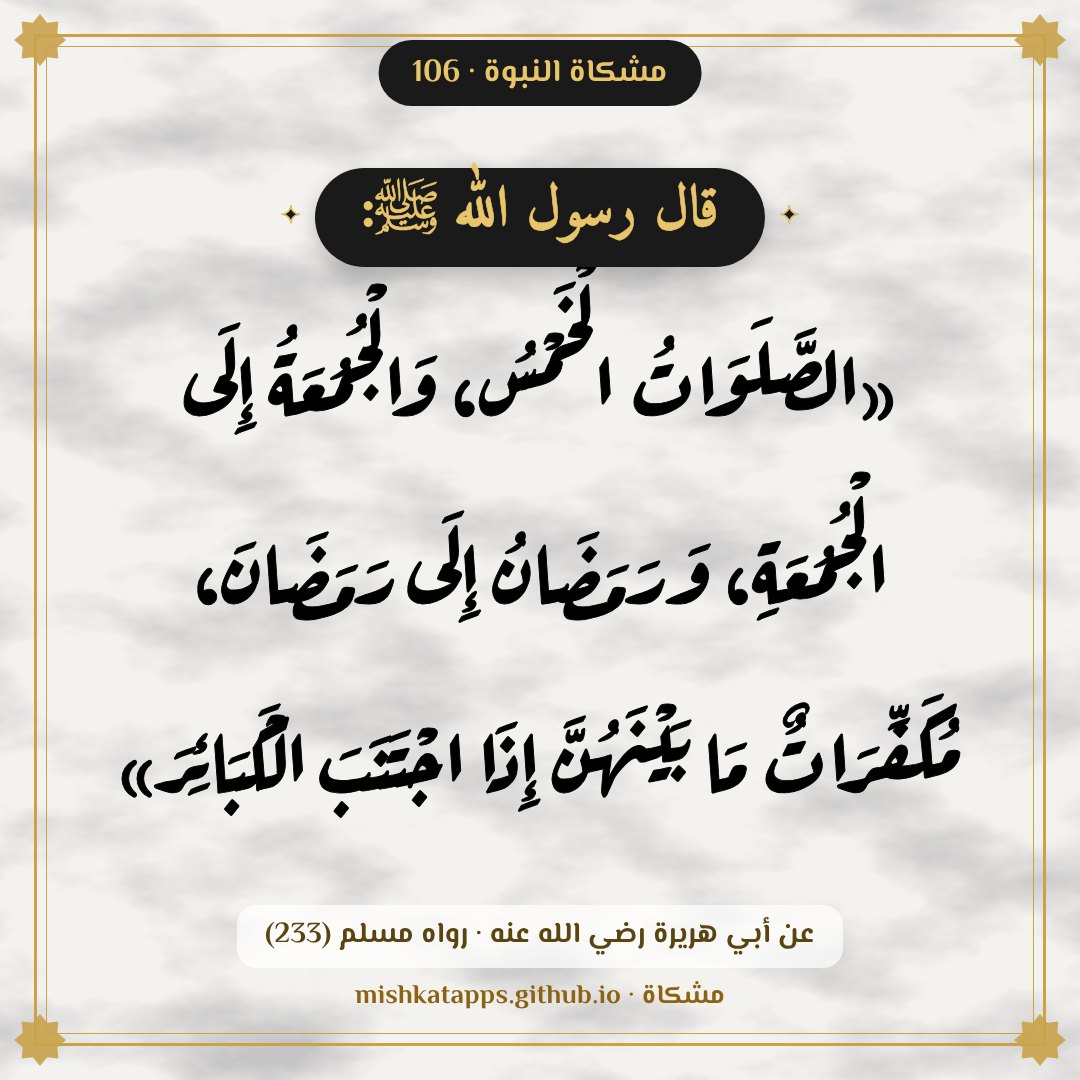 مشكاة النبوة · 106
قال رسول الله ﷺ:
«الصَّلَوَاتُ الْخَمْسُ، وَالْجُمُعَةُ إِلَى
الْجُمُعَةِ، وَرَمَضَانُ إِلَى رَمَضَانَ،
مُكَفِّرَاتٌ مَا بَيْنَهُنَّ إِذَا اجْتَنَبَ الْكَبَائِرَ»
عن أبي هريرة رضي الله عنه · رواه مسلم (233)
مشكاة · mishkatapps.github.io